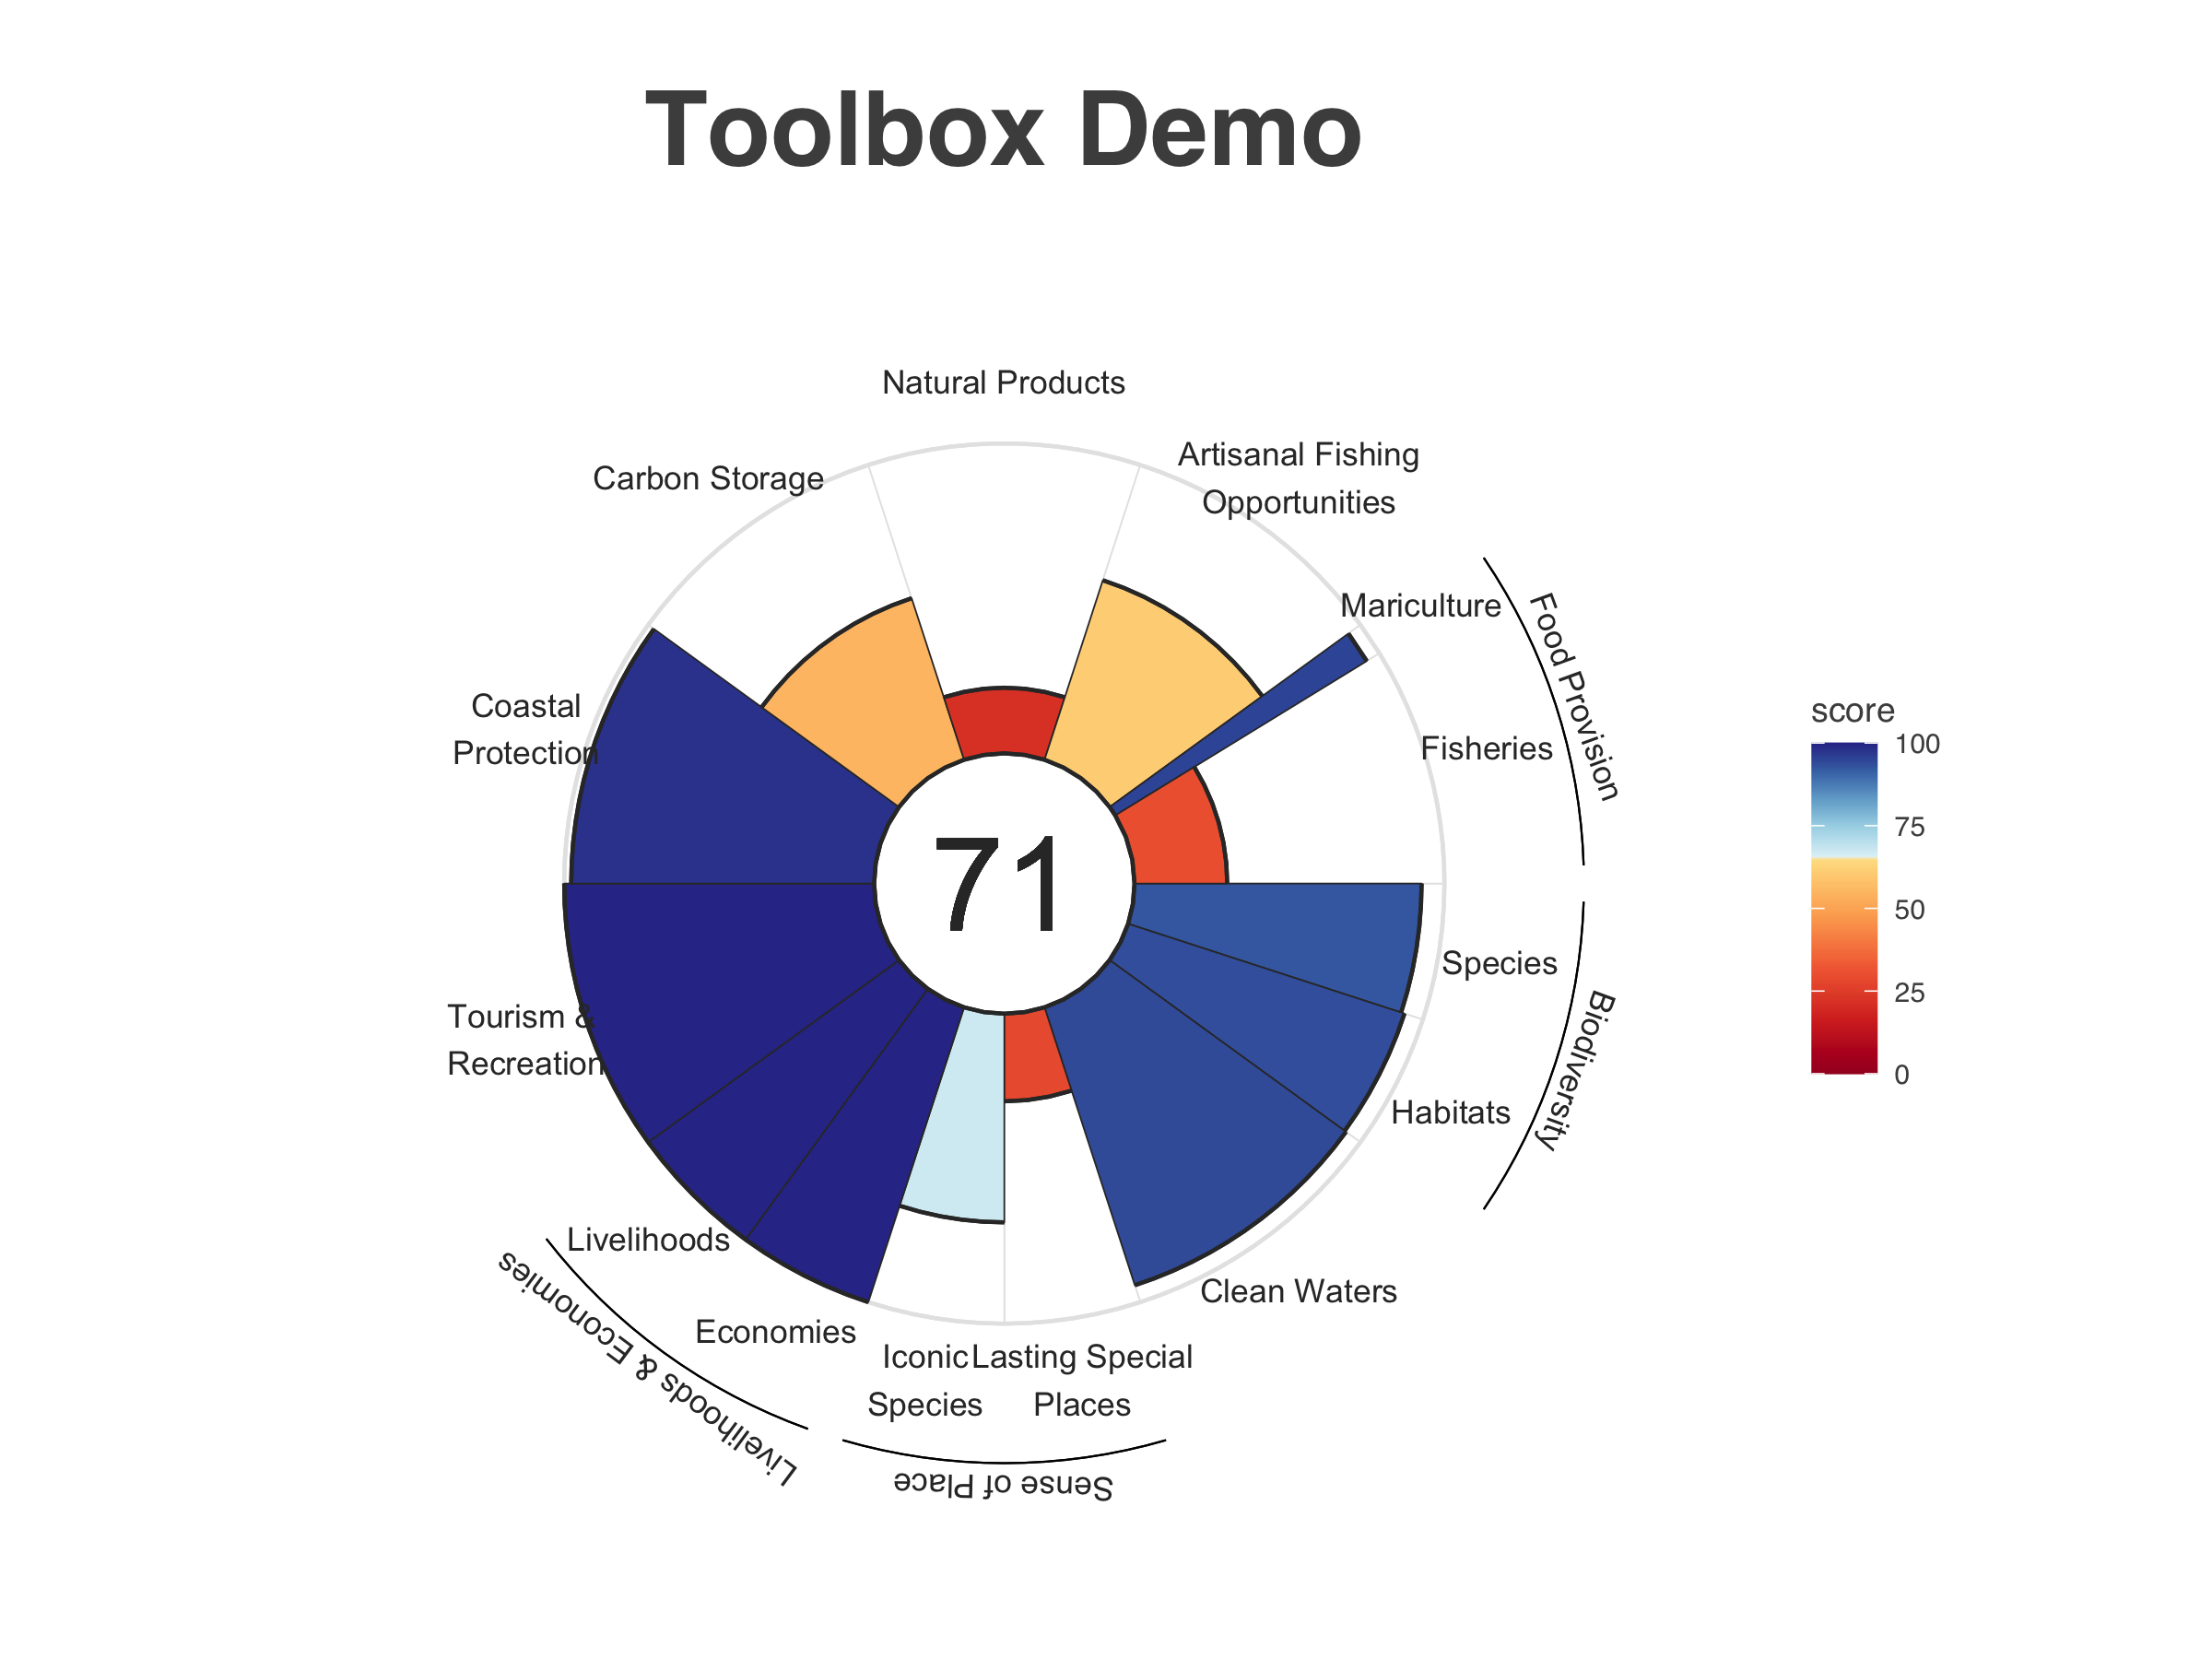 Toolbox Demo
Natural Products
Artisanal Fishing
Opportunities
Carbon Storage
Mariculture
Food Provision
Fisheries
Coastal
Protection
score
100
75
50
25
0
71
Species
Biodiversity
Tourism &
Recreation
Habitats
Livelihoods
Clean Waters
Economies
Livelihoods & Economies
Iconic
Species
Lasting Special
Places
Sense of Place